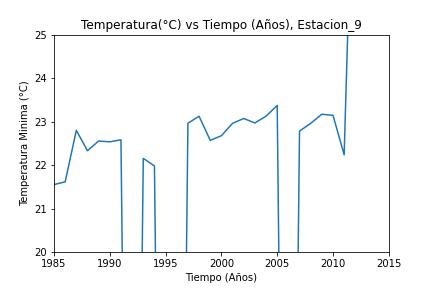 Temperatura(°C) vs Tiempo (Años), Estacion_9
25
24
23
22
21
20
Temperatura Minima (°C)
1985 1990 1995 2000 2005 2010 2015
Tiempo (Años)